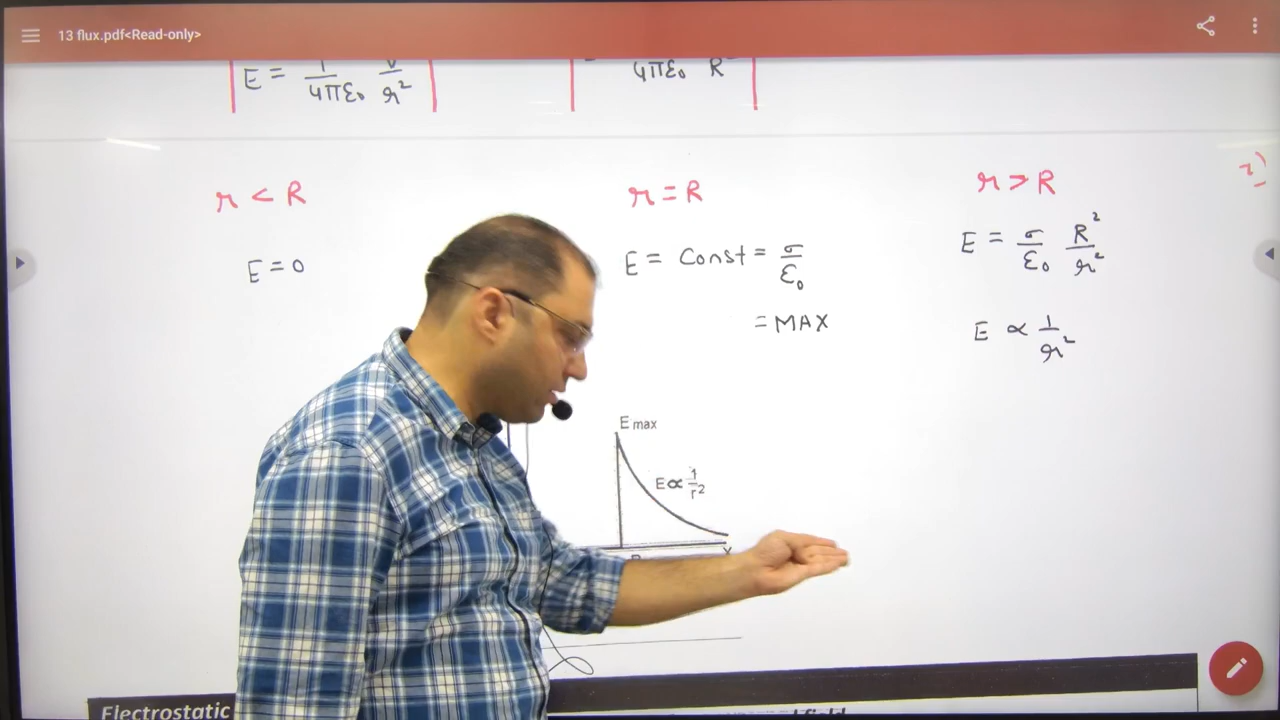 13 flux.pdf<Read-only>
E = 1/4πε₀ /r²
4πε₀ R
r < R
r = R
r > R
E = 0
E = Const = σ/ε₀
= MAX
E = σ/ε₀ R²/r²
E ∝ 1/r²
E max
E∝ 1/r²
Electrostatic